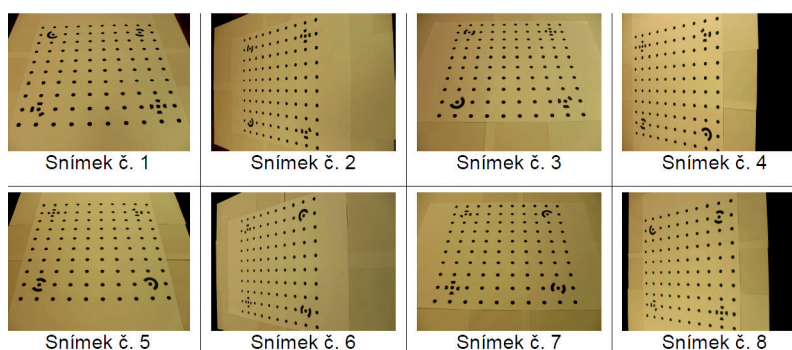 Snímek č. 1
Snímek č. 2
Snímek č. 3
Snímek č. 4
Snímek č. 5
Snímek č. 6
Snímek č. 7
Snímek č. 8